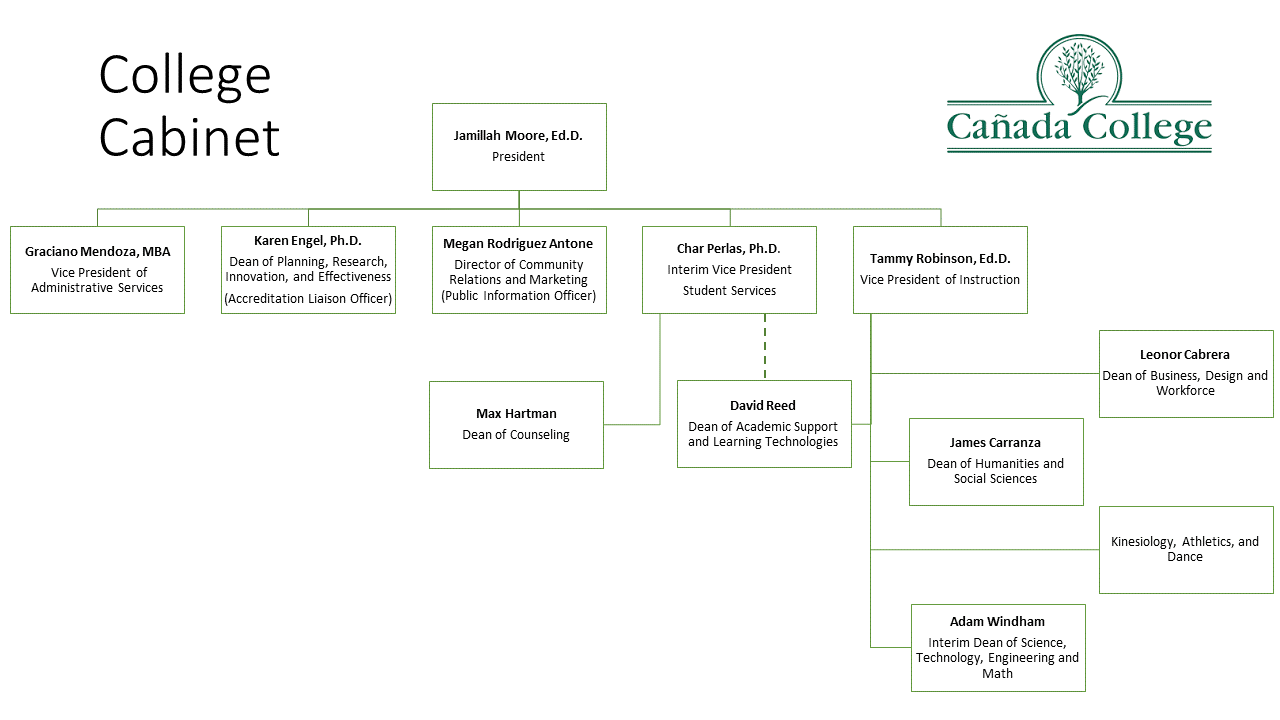 College
Cabinet
Cañada College
Jamillah Moore, Ed.D.
President
Graciano Mendoza, MBA
Vice President of
Administrative Services
Karen Engel, Ph.D.
Dean of Planning, Research,
Innovation, and Effectiveness
(Accreditation Liaison Officer)
Megan Rodriguez Antone
Director of Community
Relations and Marketing
(Public Information Officer)
Char Perlas, Ph.D.
Interim Vice President
Student Services
Tammy Robinson, Ed.D.
Vice President of Instruction
Max Hartman
Dean of Counseling
David Reed
Dean of Academic Support
and Learning Technologies
Leonor Cabrera
Dean of Business, Design and
Workforce
James Carranza
Dean of Humanities and
Social Sciences
Kinesiology, Athletics, and
Dance
Adam Windham
Interim Dean of Science,
Technology, Engineering and
Math